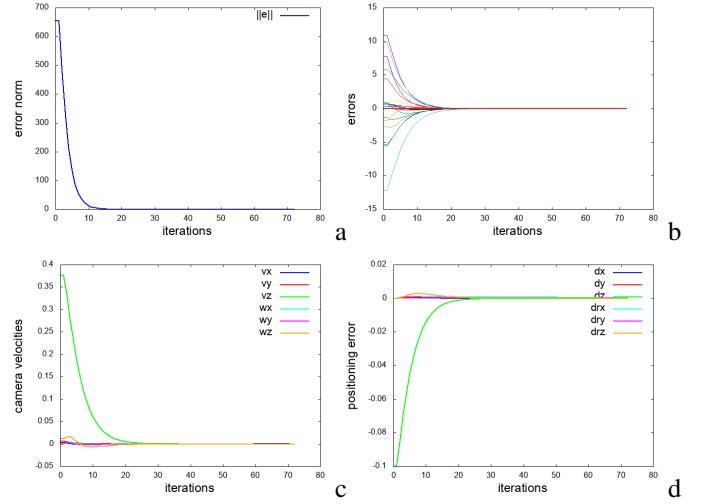 700
600
500
400
300
200
100
0
error norm
||e||
0 10 20 30 40 50 60 70 80
iterations
a
15
10
5
0
-5
-10
-15
errors
0 10 20 30 40 50 60 70 80
iterations
b
0.4
0.35
0.3
0.25
0.2
0.15
0.1
0.05
0
-0.05
camera velocities
vx
vy
vz
wx
wy
wz
0 10 20 30 40 50 60 70 80
iterations
c
0.02
0
-0.02
-0.04
-0.06
-0.08
-0.1
positioning error
dx
dy
dz
drx
dry
drz
0 10 20 30 40 50 60 70 80
iterations
d